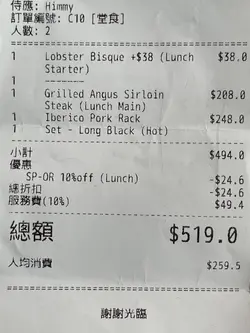 侍應: Himmy
訂單編號: C10 [堂食]
人數: 2
1 Lobster Bisque +$38 (Lunch $38.0
Starter)
1 -------
1 Grilled Angus Sirloin $208.0
Steak (Lunch Main)
1 Iberico Pork Rack $248.0
1 Set - Long Black (Hot)
小計 $494.0
優惠
SP-OR 10%off (Lunch) -$24.6
總折扣 -$24.6
服務費(10%) $49.4
總額 $519.0
人均消費 $259.5
謝謝光臨